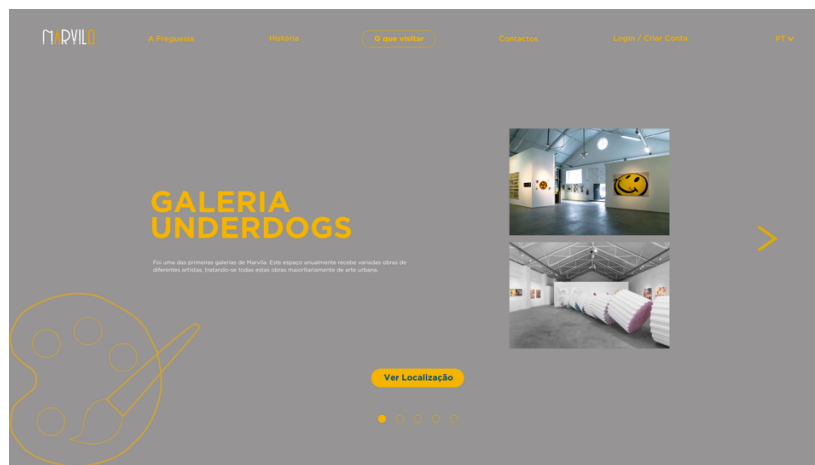 MARVILA
A Freguesia
História
O que visitar
Contactos
Login / Criar Conta
PT
GALERIA
UNDERDOGS
Foi uma das primeiras galerias de Marvila. Este espaço anualmente recebe variadas obras de
diferentes artistas, tratando-se todas estas obras maioritariamente de arte urbana.
Ver Localização